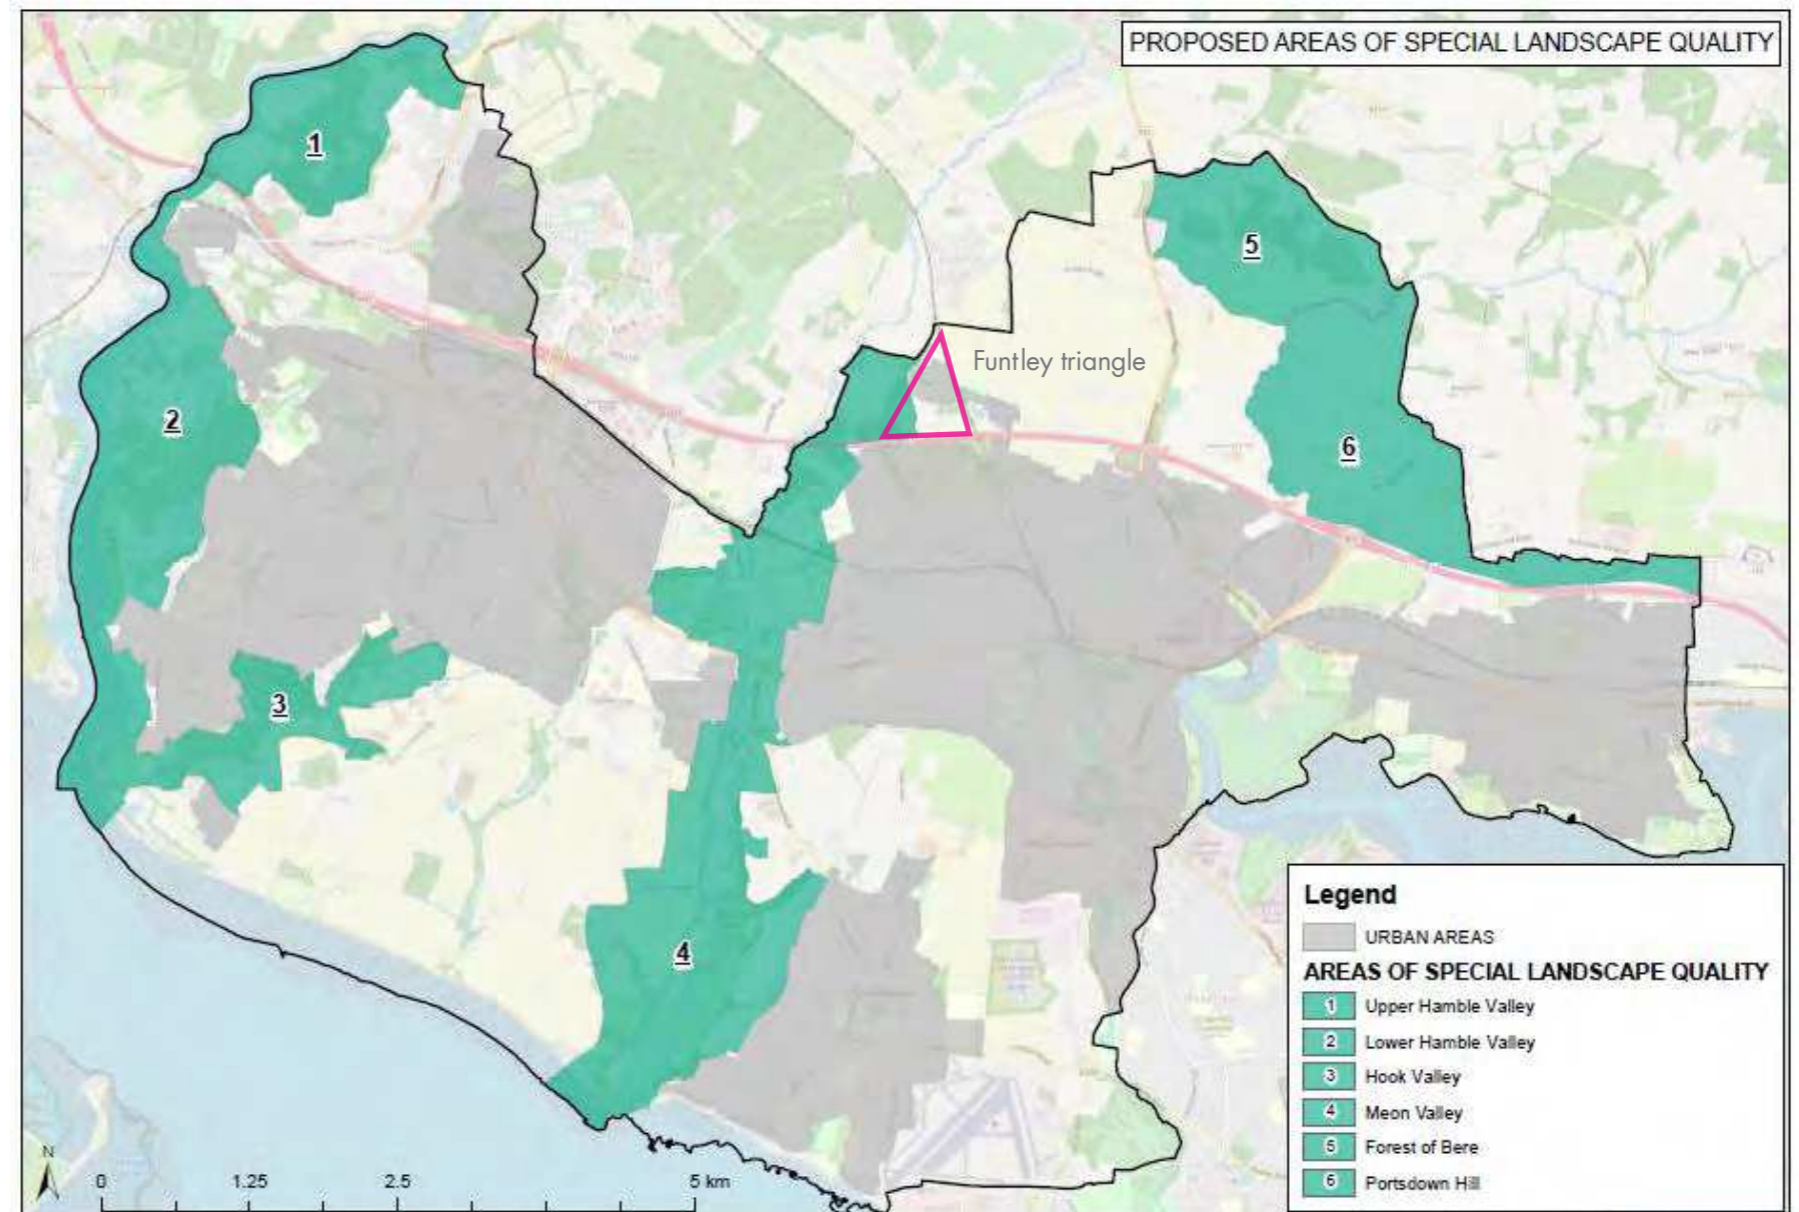 PROPOSED AREAS OF SPECIAL LANDSCAPE QUALITY
1
5
Funtley triangle
2
6
3
4
Legend
URBAN AREAS
AREAS OF SPECIAL LANDSCAPE QUALITY
1 Upper Hamble Valley
2 Lower Hamble Valley
3 Hook Valley
4 Meon Valley
5 Forest of Bere
6 Portsdown Hill
N
0 1.25 2.5 5 km